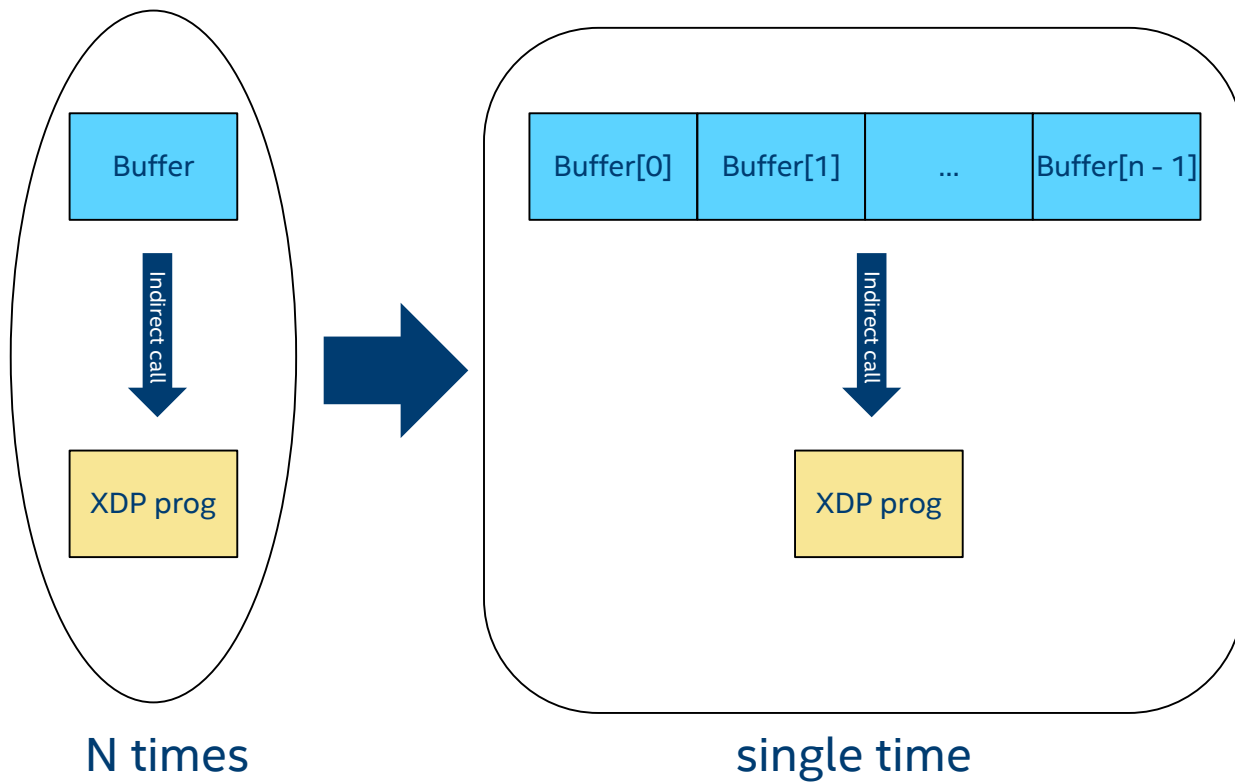 Buffer
Indirect call
XDP prog
N times
Buffer[0]
Buffer[1]
...
Buffer[n - 1]
Indirect call
XDP prog
single time